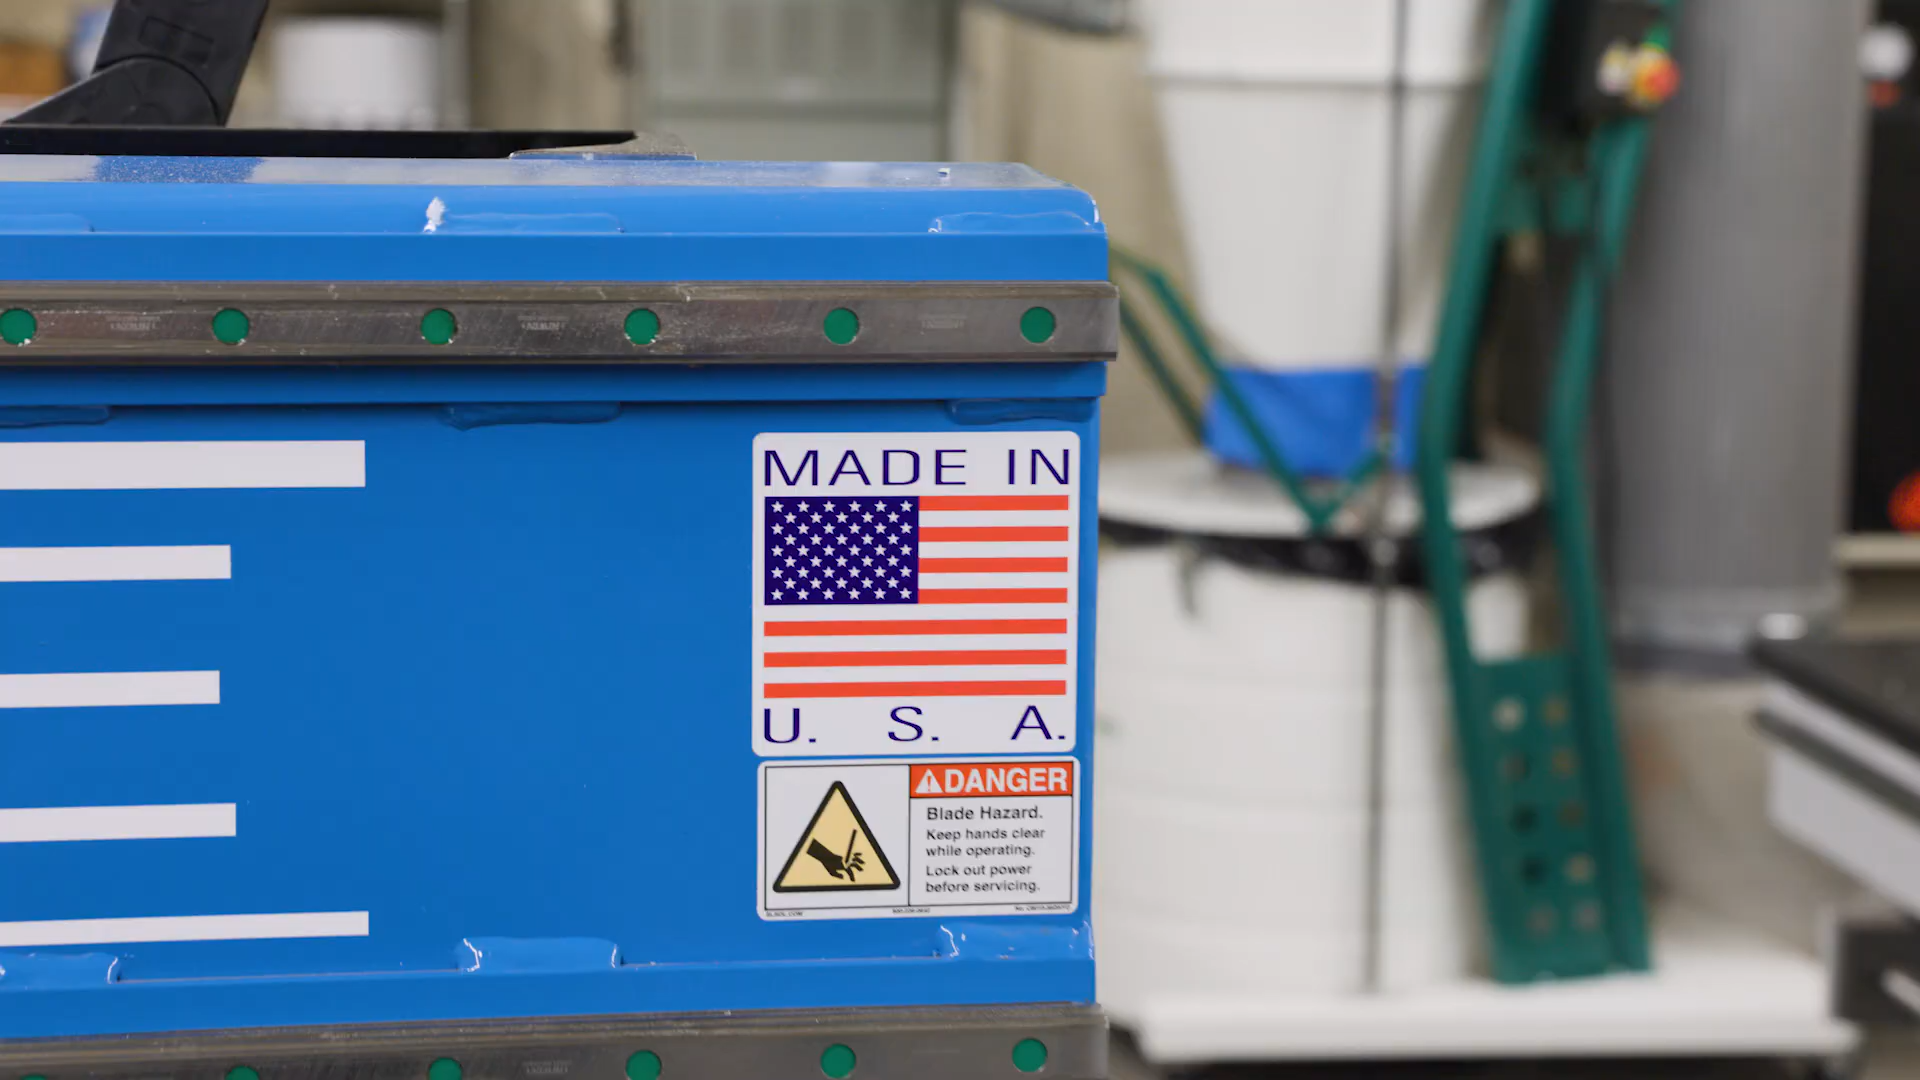 MADE IN
U. S. A.
DANGER
Blade Hazard.
Keep hands clear
while operating.
Lock out power
before servicing.